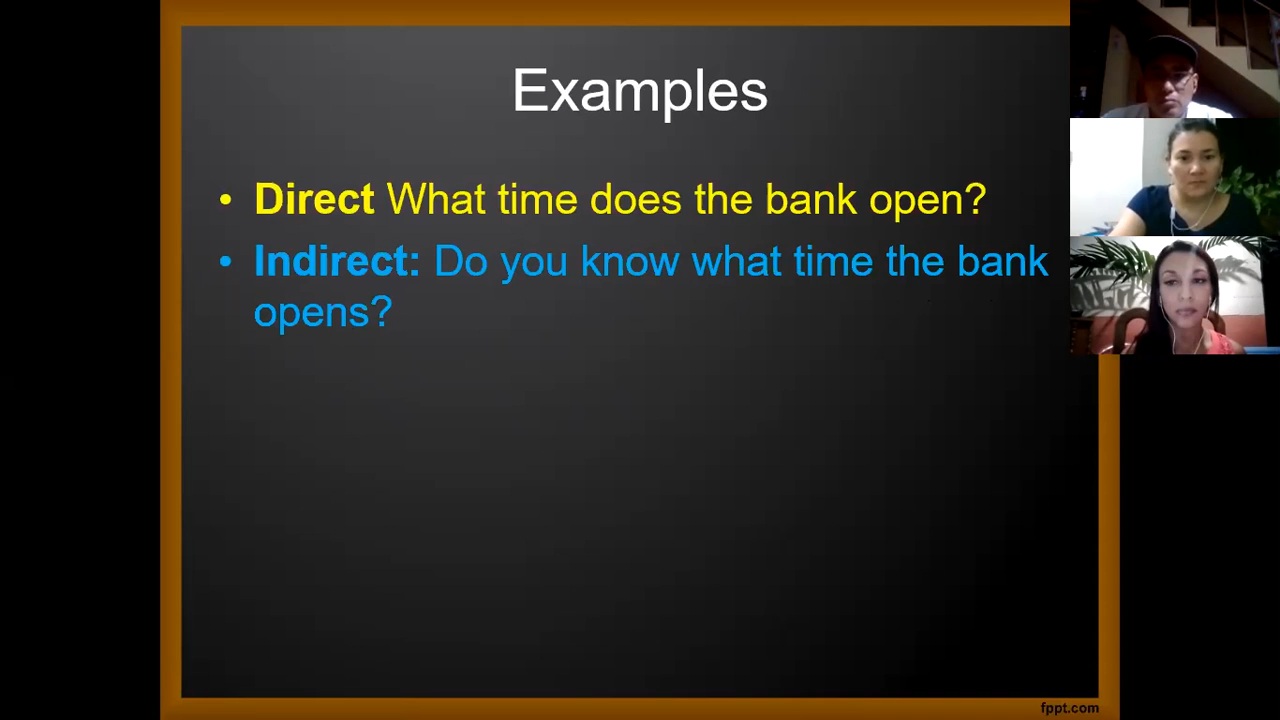 Examples
• Direct What time does the bank open?
• Indirect: Do you know what time the bank
opens?
fppt.com